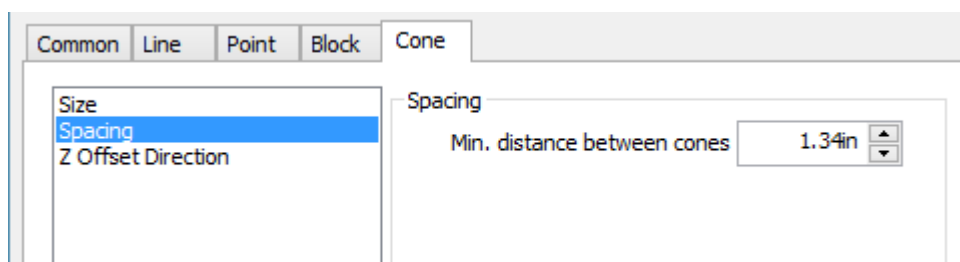 Common Line Point Block Cone
Size
Spacing
Z Offset Direction
Spacing
Min. distance between cones 1.34in